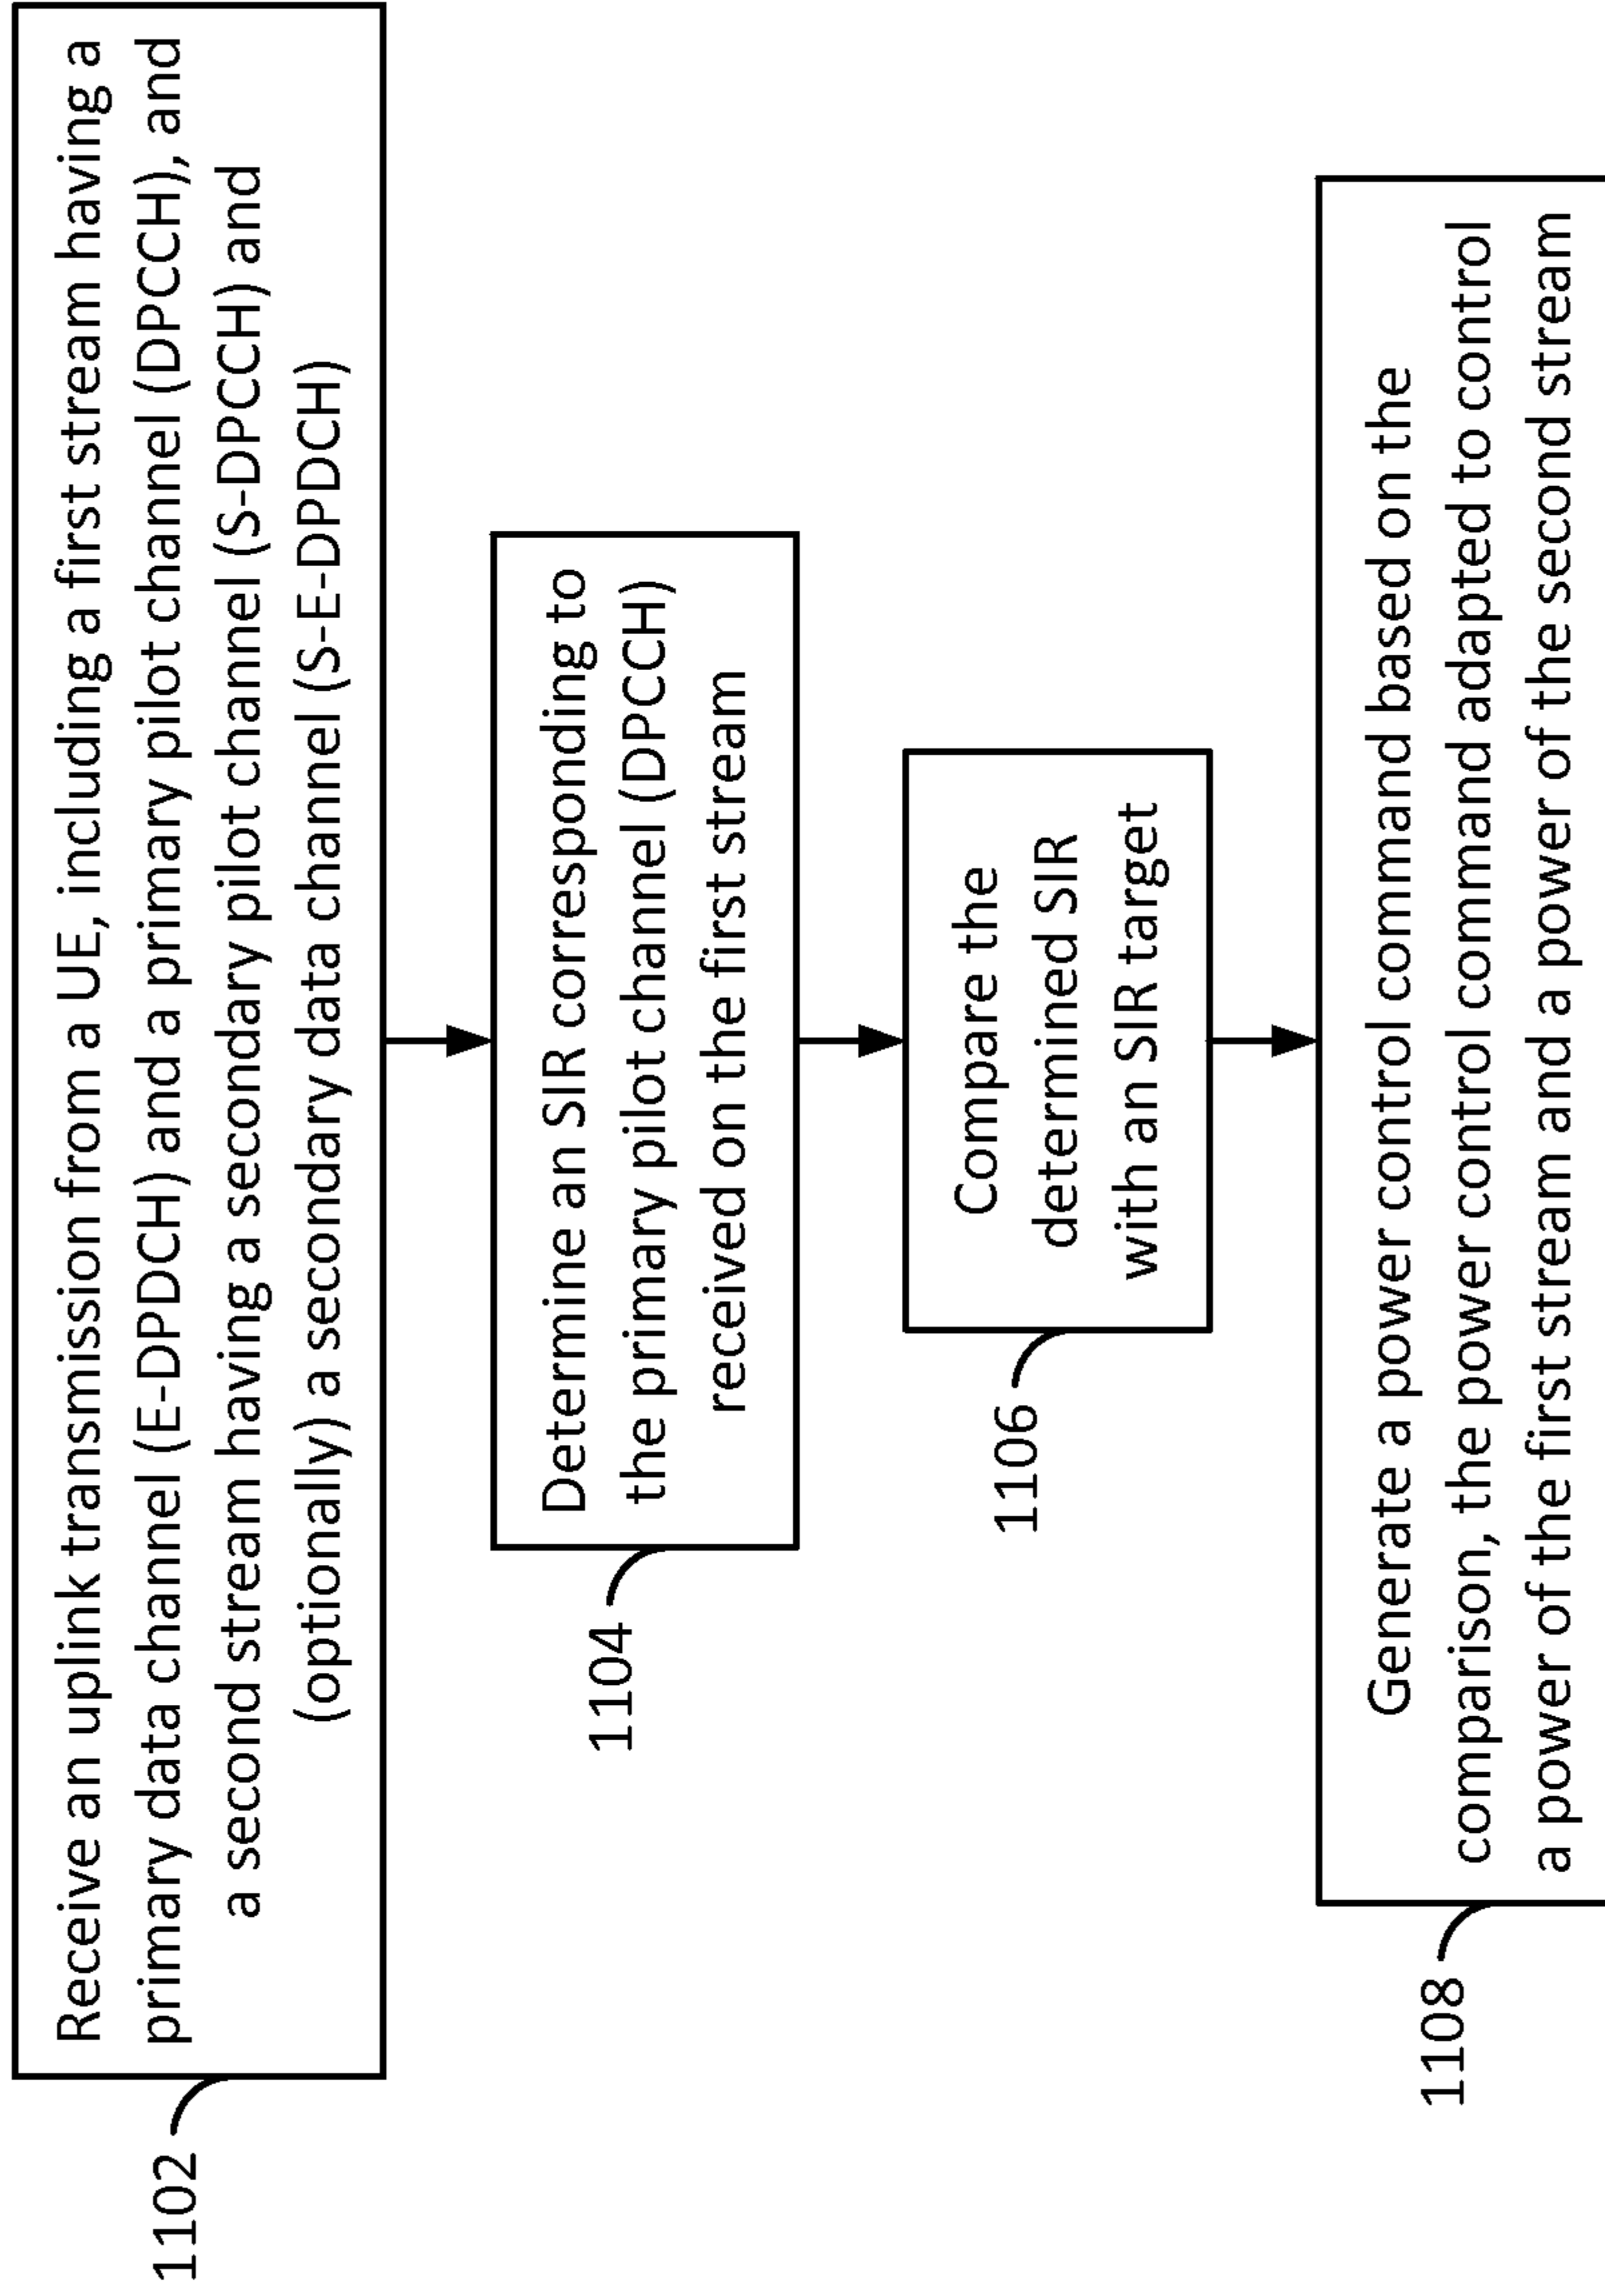 Receive an uplink transmission from a UE, including a first stream having a
primary data channel (E-DPDCH) and a primary pilot channel (DPCCH), and
a second stream having a secondary pilot channel (S-DPCCH) and
(optionally) a secondary data channel (S-E-DPDCH)
1102
Determine an SIR corresponding to
the primary pilot channel (DPCCH)
received on the first stream
1104
Compare the
determined SIR
with an SIR target
1106
Generate a power control command based on the
comparison, the power control command adapted to control
a power of the first stream and a power of the second stream
1108